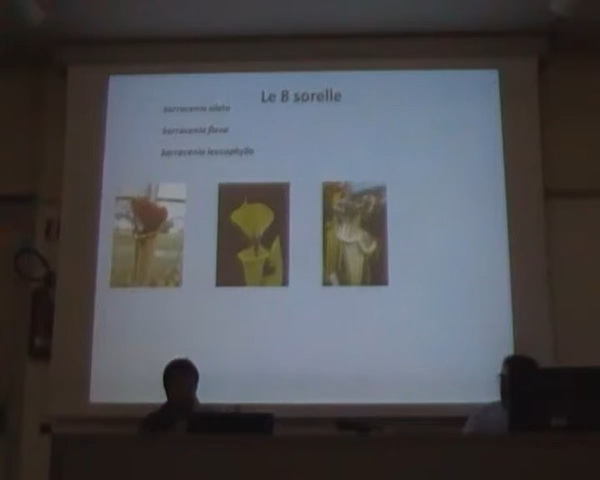 Le 8 sorelle
sarracenia alata
sarracenia flava
sarracenia leucophylla